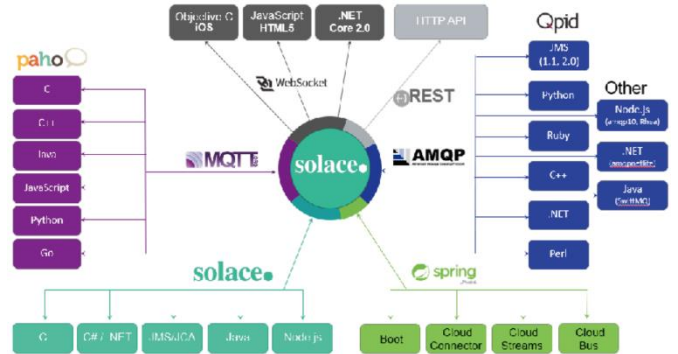 Objective C
iOS
JavaScript
HTML5
.NET
Core 2.0
HTTP API
Qpid
paho
WebSocket
REST
JMS
(1.1, 2.0)
Other
C
Python
Node.js
C++
Ruby
.NET
Java
MQTT
solace.
AMQP
(amqpnetlite)
JavaScript
C++
Java
(SwiftMQ)
Python
.NET
Go
Perl
solace.
spring
C
C# / .NET
JMS/JCA
Java
Node.js
Boot
Cloud
Connector
Cloud
Streams
Cloud
Bus